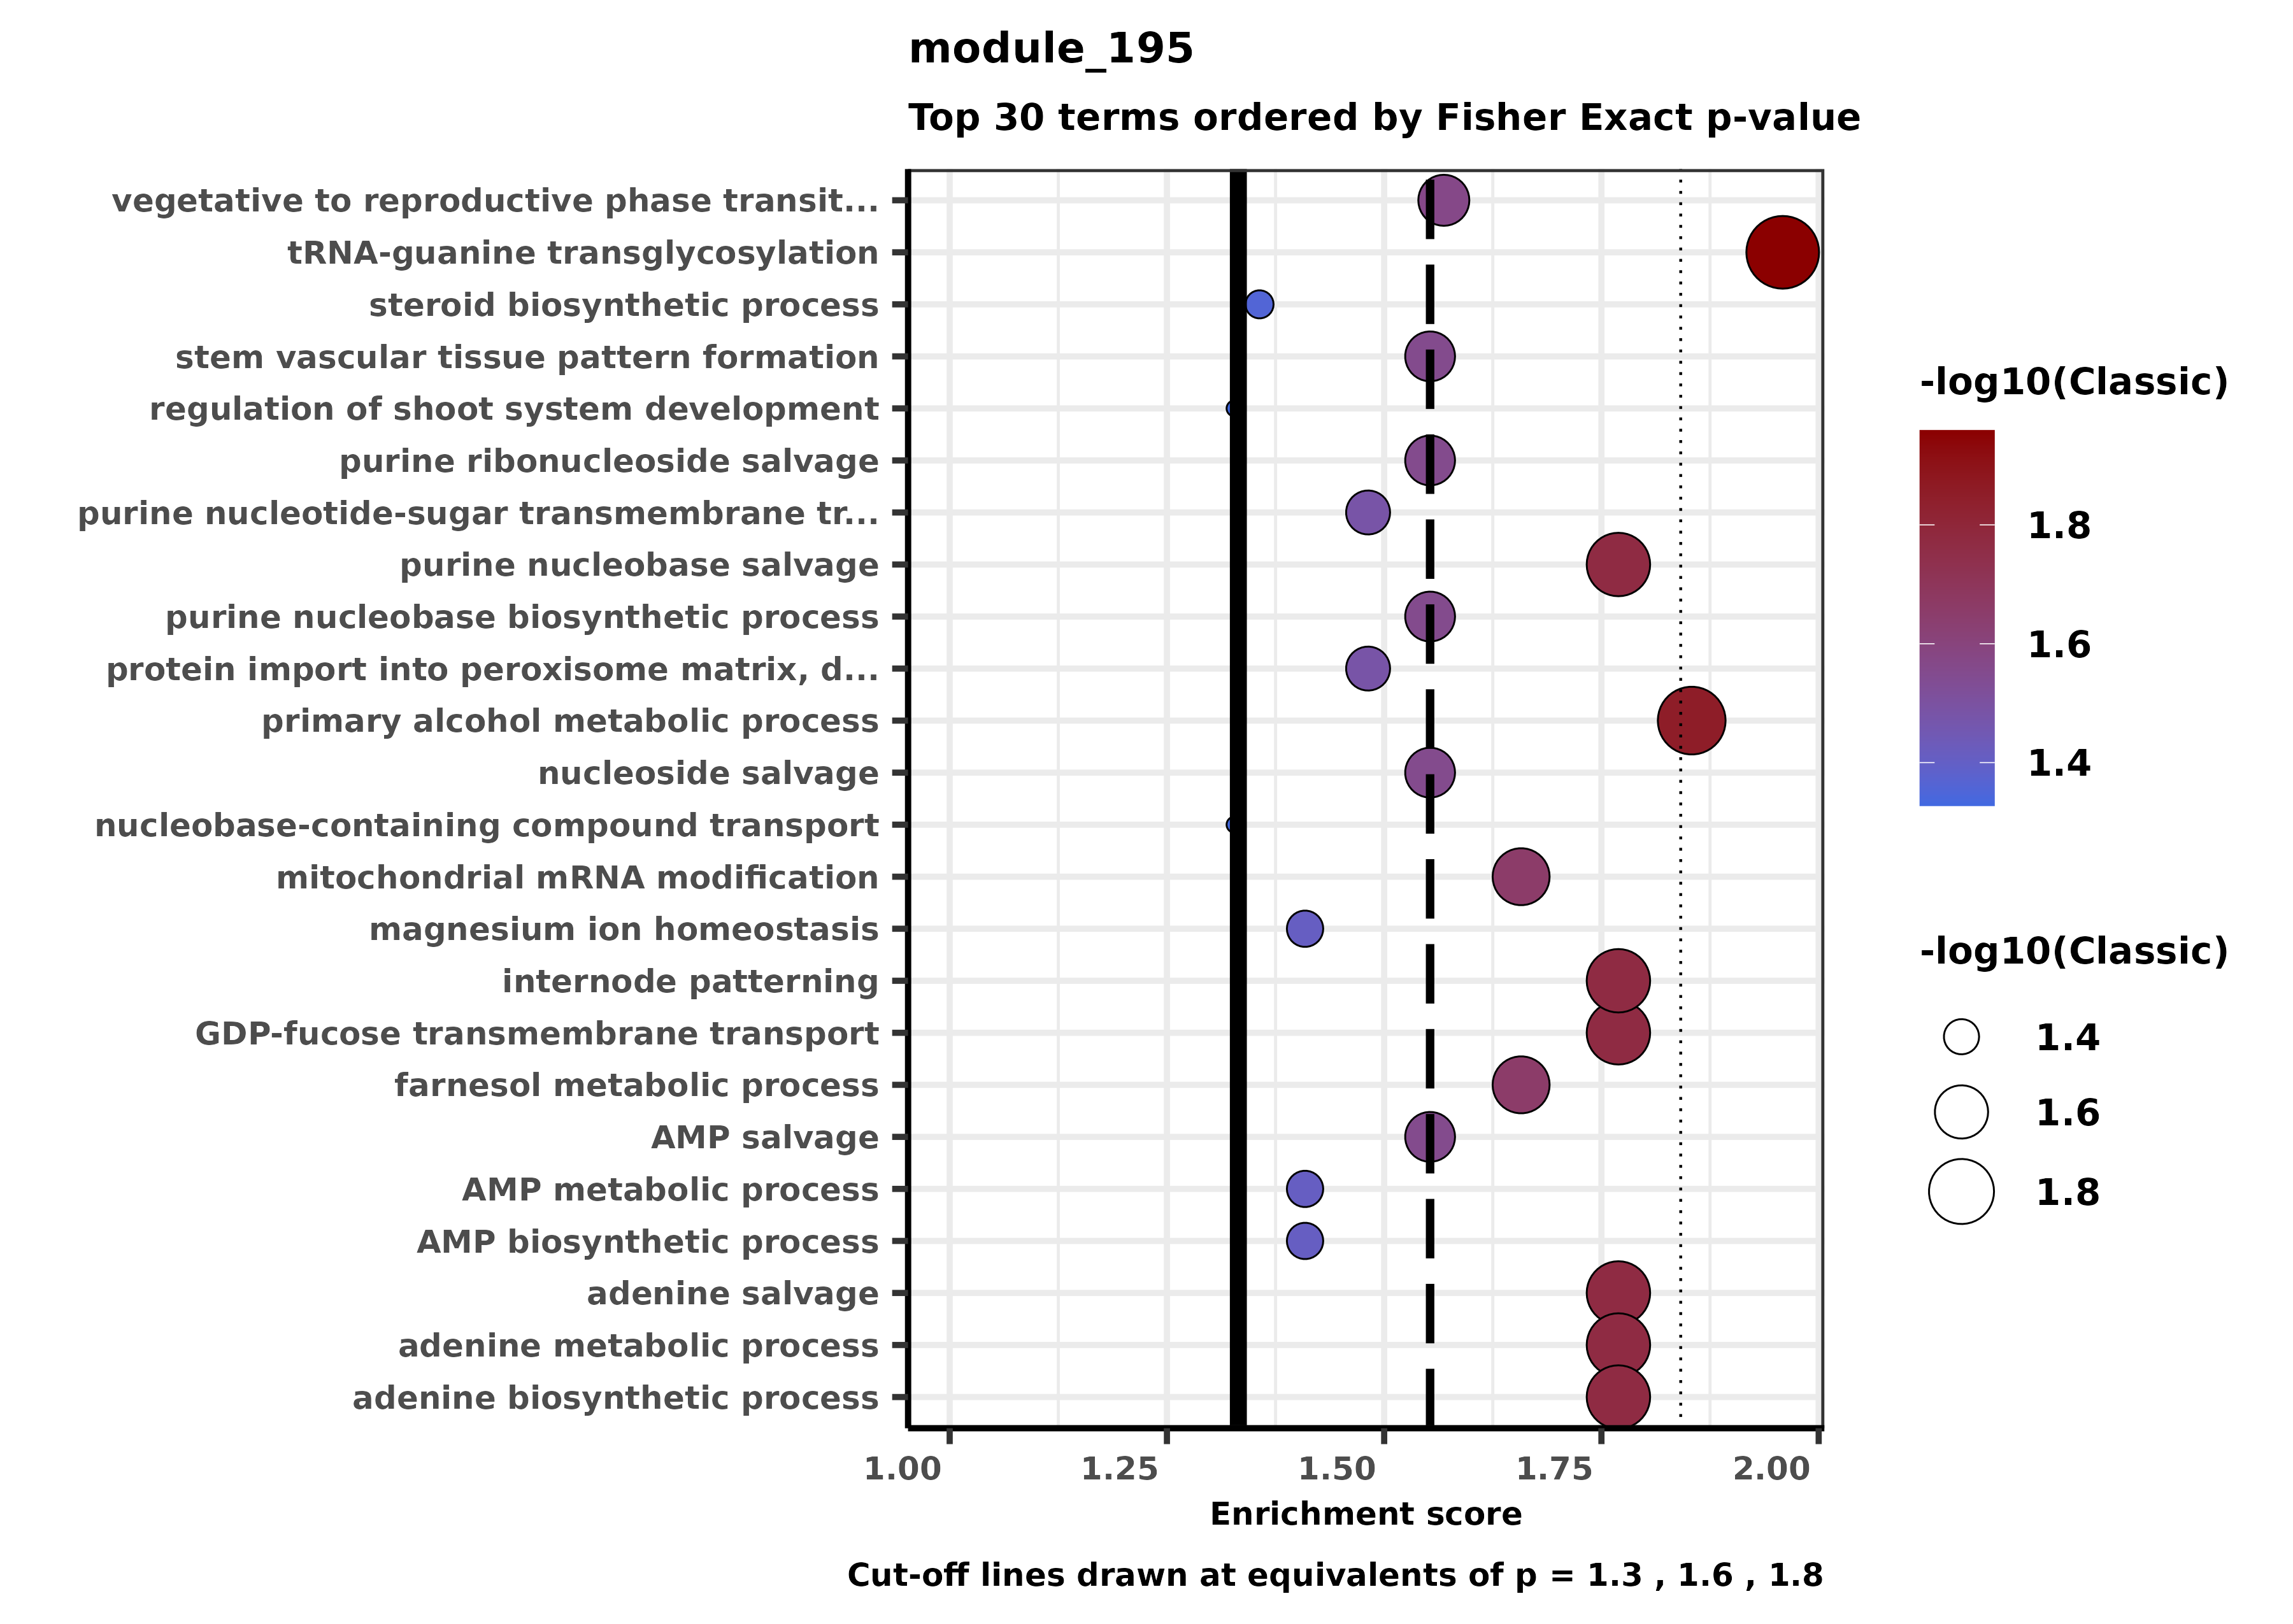 module_195
Top 30 terms ordered by Fisher Exact p-value
vegetative to reproductive phase transit...
tRNA-guanine transglycosylation
steroid biosynthetic process
stem vascular tissue pattern formation
regulation of shoot system development
purine ribonucleoside salvage
purine nucleotide-sugar transmembrane tr...
purine nucleobase salvage
purine nucleobase biosynthetic process
protein import into peroxisome matrix, d...
primary alcohol metabolic process
nucleoside salvage
nucleobase-containing compound transport
mitochondrial mRNA modification
magnesium ion homeostasis
internode patterning
GDP-fucose transmembrane transport
farnesol metabolic process
AMP salvage
AMP metabolic process
AMP biosynthetic process
adenine salvage
adenine metabolic process
adenine biosynthetic process
1.00 1.25 1.50 1.75 2.00
Enrichment score
Cut-off lines drawn at equivalents of p = 1.3 , 1.6 , 1.8
-log10(Classic)
1.8
1.6
1.4
-log10(Classic)
1.4
1.6
1.8